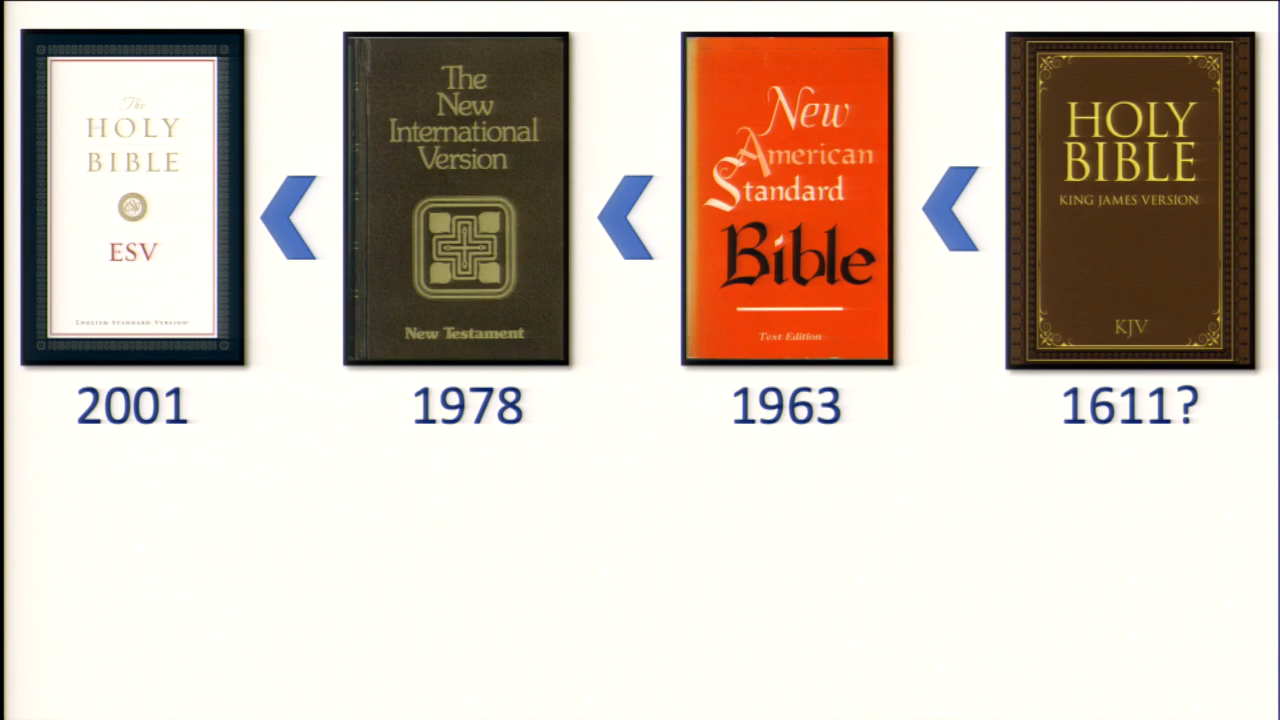 The
HOLY
BIBLE
ESV
ENGLISH STANDARD VERSION
2001
The
New
International
Version
New Testament
1978
New
American
Standard
Bible
Text Edition
1963
HOLY
BIBLE
KING JAMES VERSION
KJV
1611?